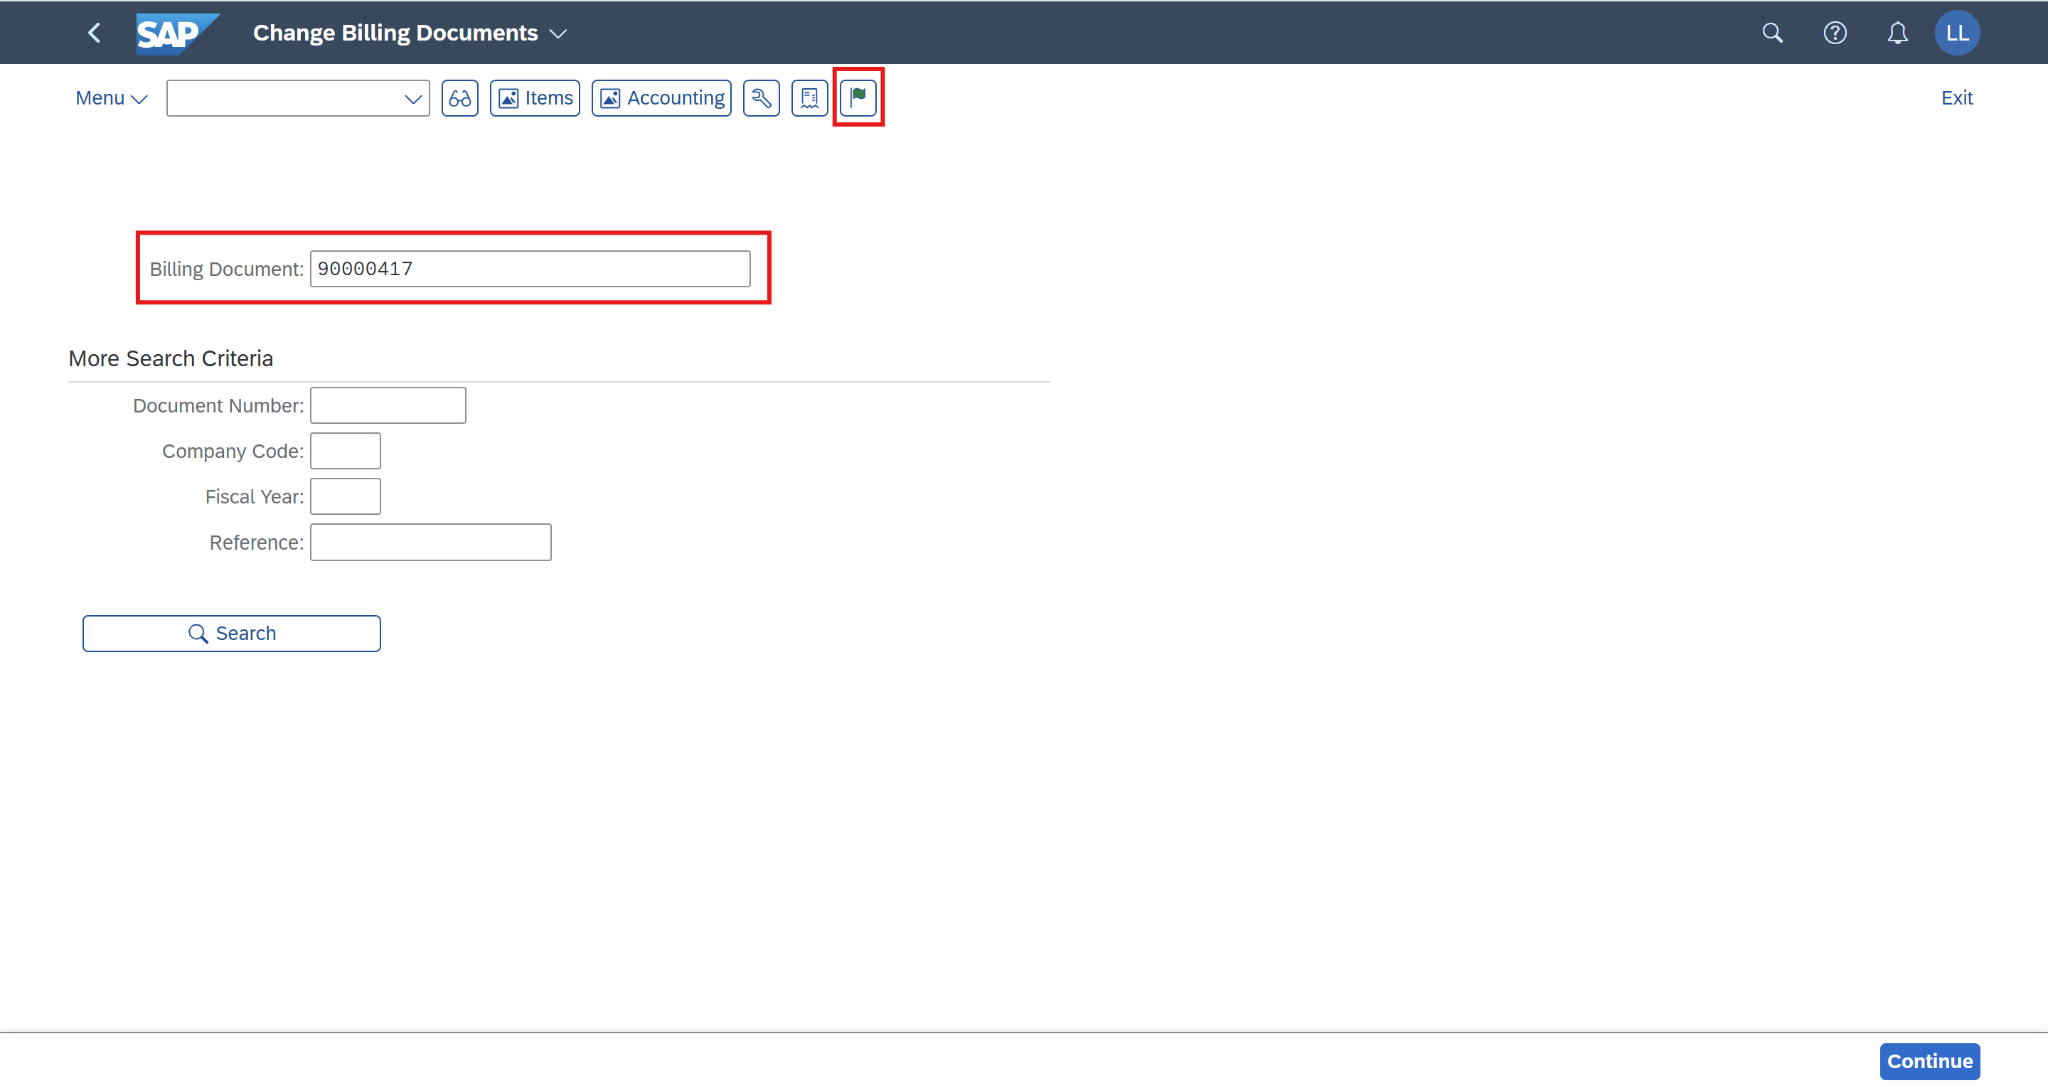 SAP Change Billing Documents LL
Menu Items Accounting Exit
Billing Document: 90000417
More Search Criteria
Document Number:
Company Code:
Fiscal Year:
Reference:
Search
Continue